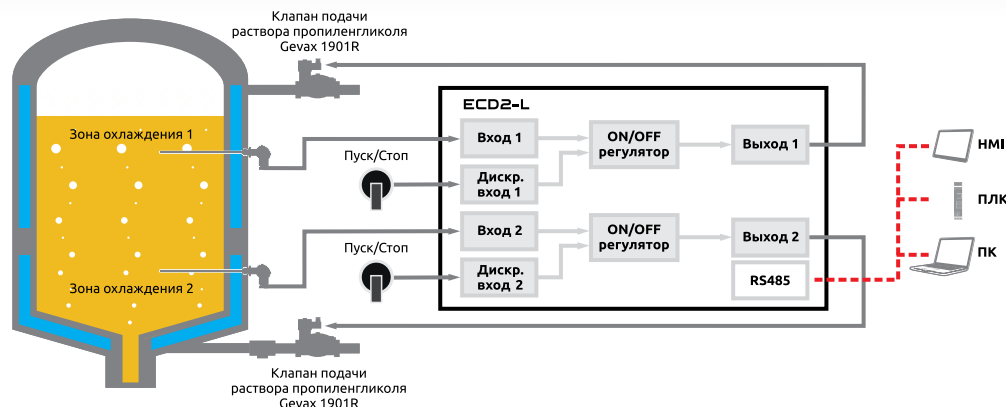 Клапан подачи
раствора пропиленгликоля
Gevax 1901R
ECD2-L
Зона охлаждения 1
Вход 1
ON/OFF
регулятор
Выход 1
HMI
Пуск/Стоп
Дискр.
вход 1
ПЛК
Вход 2
ON/OFF
регулятор
Выход 2
Пуск/Стоп
ПК
Зона охлаждения 2
Дискр.
вход 2
RS485
Клапан подачи
раствора пропиленгликоля
Gevax 1901R